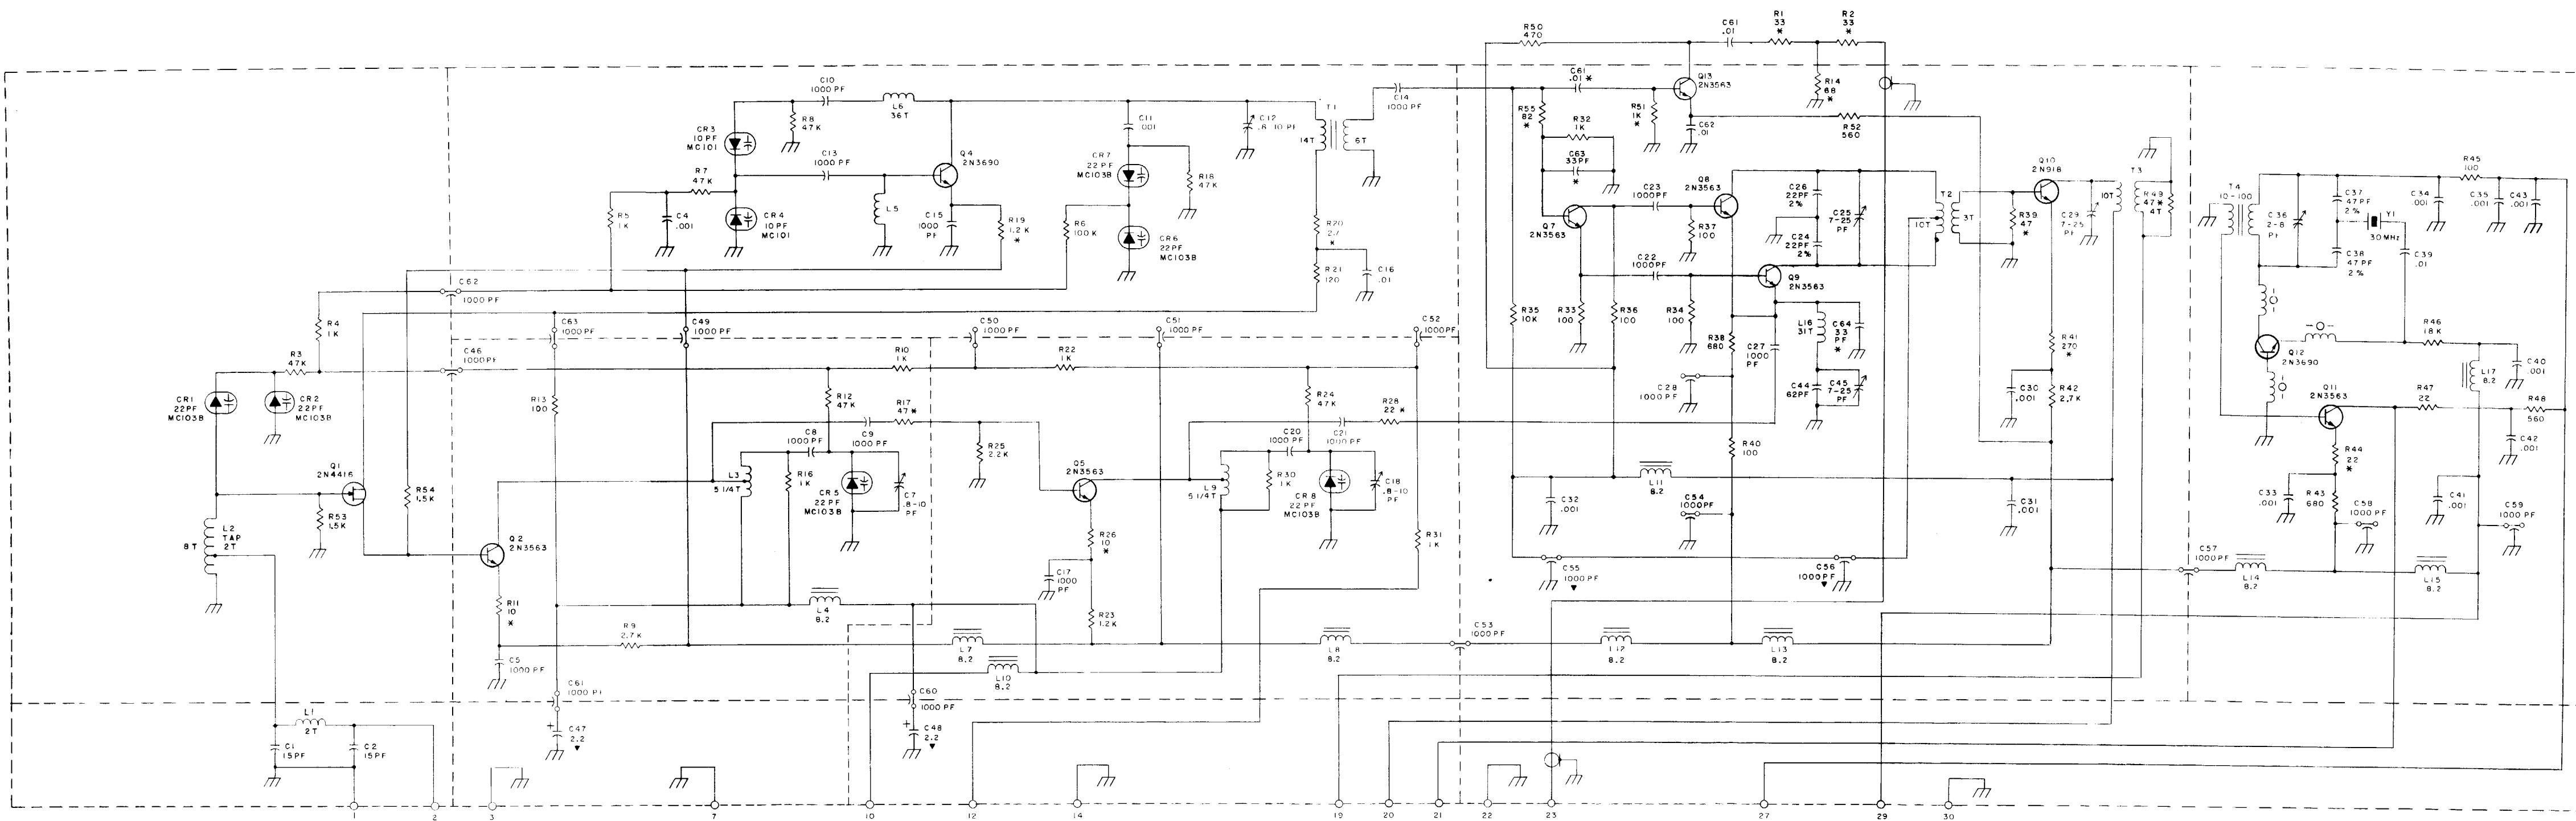 R50
470
C61
.01
R1
33
*
R2
33
*
C10
1000 PF
L6
36T
R8
47K
CR3
10 PF
MC101
C13
1000 PF
Q4
2N3690
C11
.001
CR7
22 PF
MC103B
R18
47K
C12
.8-10 PF
T1
14T
6T
C14
1000 PF
R7
47K
R5
1K
C4
.001
CR4
10 PF
MC101
L5
C15
1000
PF
R19
1.2K
*
R6
100K
CR6
22PF
MC103B
R20
2.7
*
R21
120
C16
.01
C62
1000 PF
R4
1K
R3
47K
C46
1000PF
CR1
22PF
MC103B
CR2
22PF
MC103B
Q1
2N4416
R54
1.5K
R53
1.5K
L2
TAP
2T
8T
C63
1000 PF
C49
1000 PF
C50
1000 PF
C51
1000 PF
C52
1000PF
R10
1K
R22
1K
R13
100
R12
47K
R17
47*
C8
1000PF
C9
1000 PF
L3
5 1/4T
R16
1K
CR5
22 PF
MC103B
C7
.8-10
PF
R25
2.2K
Q5
2N3563
R24
47K
R28
22 *
C20
1000 PF
C21
1000PF
L9
5 1/4T
R30
1K
CR8
22 PF
MC103B
C18
.8-10
PF
Q2
2N3563
R11
10
*
C5
1000 PF
R9
2.7K
L4
8.2
R26
10
*
C17
1000
PF
R23
1.2K
R31
1K
L7
8.2
L10
8.2
L8
8.2
C53
1000PF
C61
1000 PF
C47
2.2
C60
1000 PF
C48
2.2
L1
2T
C1
15PF
C2
15PF
C61
.01 *
Q13
2N3563
R14
68
*
R55
82
*
R32
1K
R51
1K
*
C62
.01
R52
560
C63
33PF
*
Q7
2N3563
C23
1000PF
Q8
2N3563
C26
22PF
2%
C25
7-25
PF
T2
10T
3T
R37
100
C24
22PF
2%
C22
1000PF
Q9
2N3563
R35
10K
R33
100
R36
100
R34
100
R38
680
C27
1000
PF
L16
31T
C64
33
PF
*
C28
1000PF
C44
62PF
C45
7-25
PF
R40
100
C32
.001
L11
8.2
C54
1000PF
C55
1000PF
C56
1000PF
L12
8.2
L13
8.2
Q10
2N918
T3
10T
R49
47*
4T
R39
47
*
C29
7-25
PF
R41
270
*
C30
.001
R42
2.7K
C31
.001
C57
1000PF
L14
8.2
L15
8.2
T4
10-100
C36
2-8
PF
C37
47 PF
2%
Y1
30 MHz
C34
.001
R45
100
C35
.001
C43
.001
C38
47 PF
2%
C39
.01
Q12
2N3690
R46
18K
L17
8.2
C40
.001
Q11
2N3563
R47
22
R48
560
C42
.001
R44
22
*
C33
.001
R43
680
C58
1000 PF
C41
.001
C59
1000 PF
1
2
3
7
10
12
14
19
20
21
22
23
27
29
30